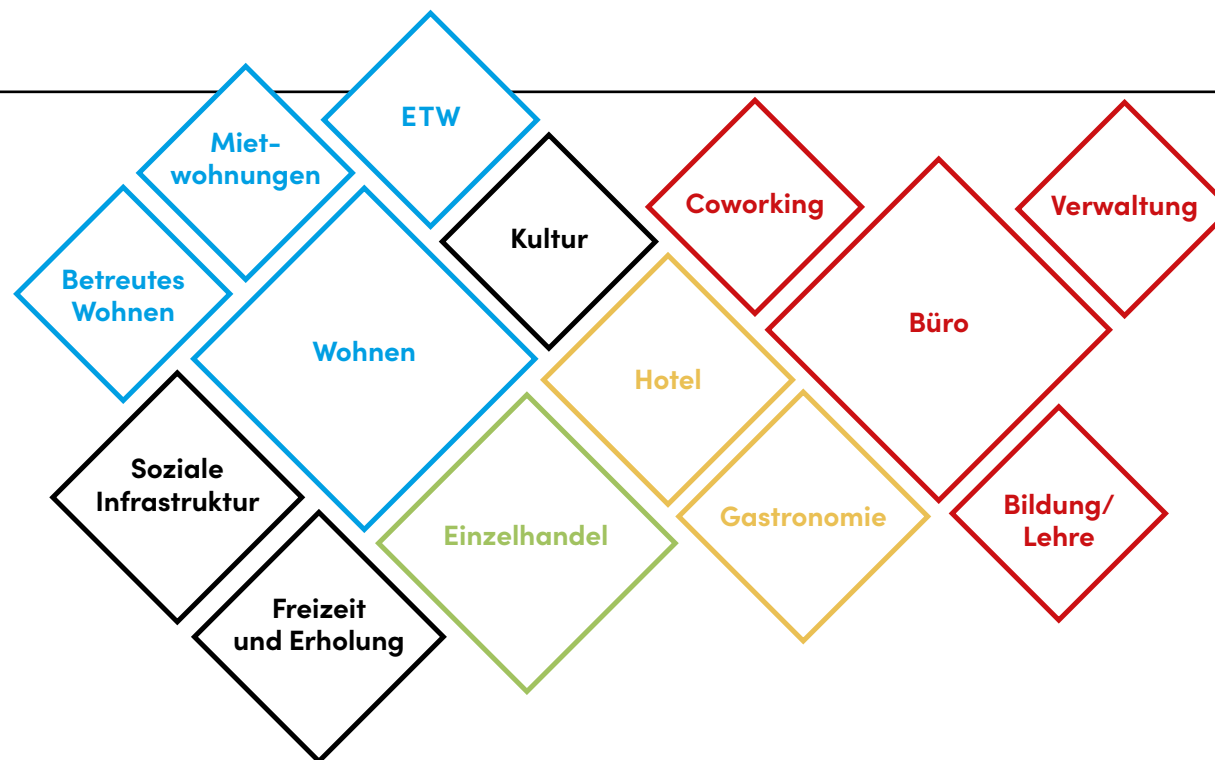 ETW
Miet-
wohnungen
Coworking
Verwaltung
Kultur
Betreutes
Wohnen
Büro
Wohnen
Hotel
Soziale
Infrastruktur
Bildung/
Lehre
Gastronomie
Einzelhandel
Freizeit
und Erholung